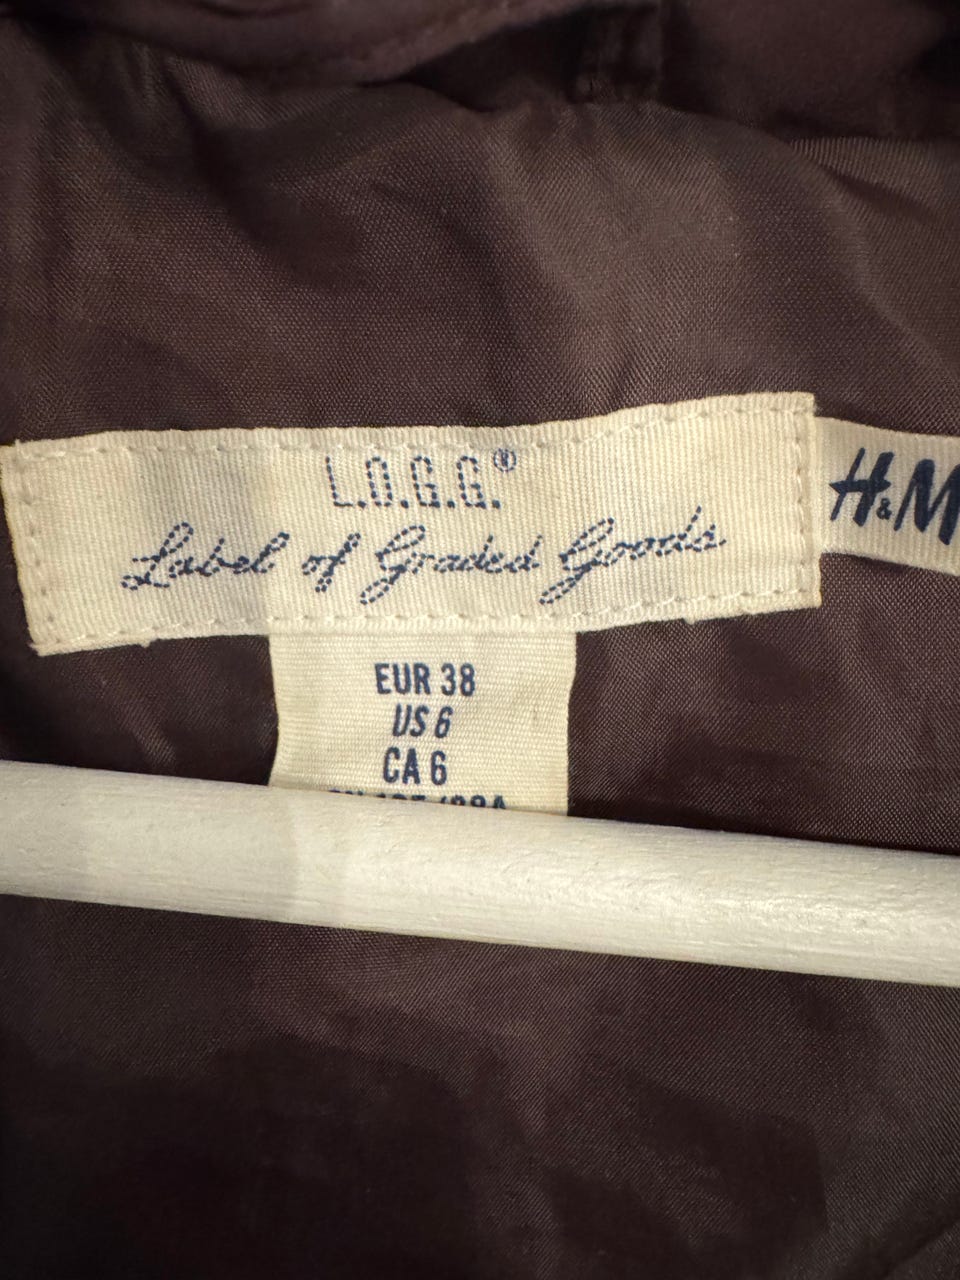 L.O.G.G.®
Label of Graded Goods
H&M
EUR 38
US 6
CA 6